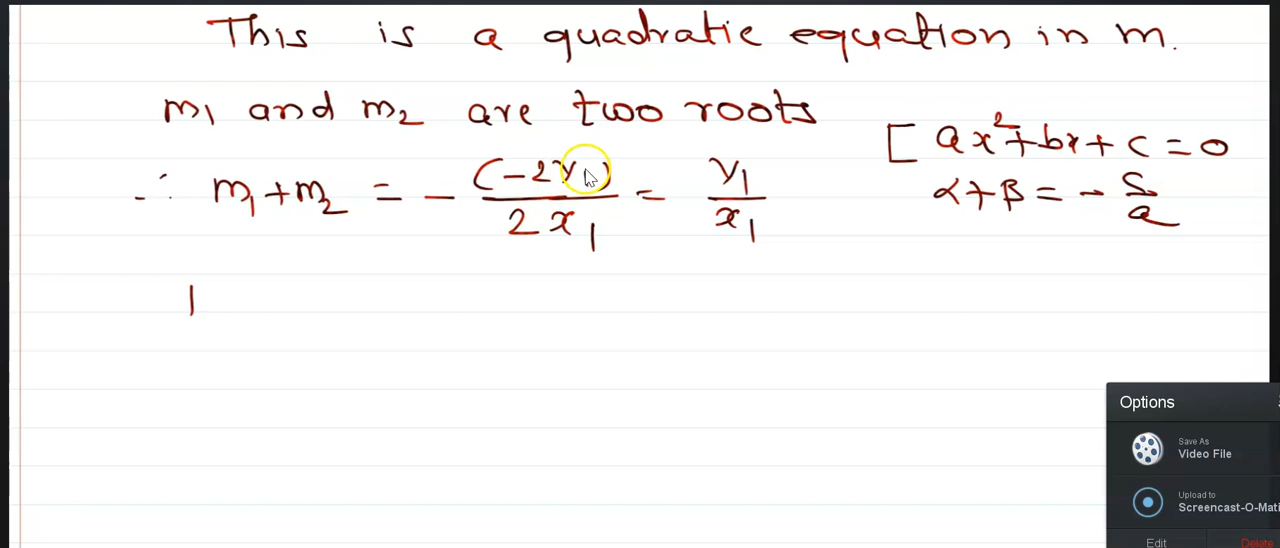 This is a quadratic equation in m.
m1 and m2 are two roots
[ ax² + bx + c = 0
∴ m1 + m2 = - (-2y1) / 2x1 = y1 / x1
α + β = - c / a
Options
Save As
Video File
Upload to
Screencast-O-Mati
Edit
Delete